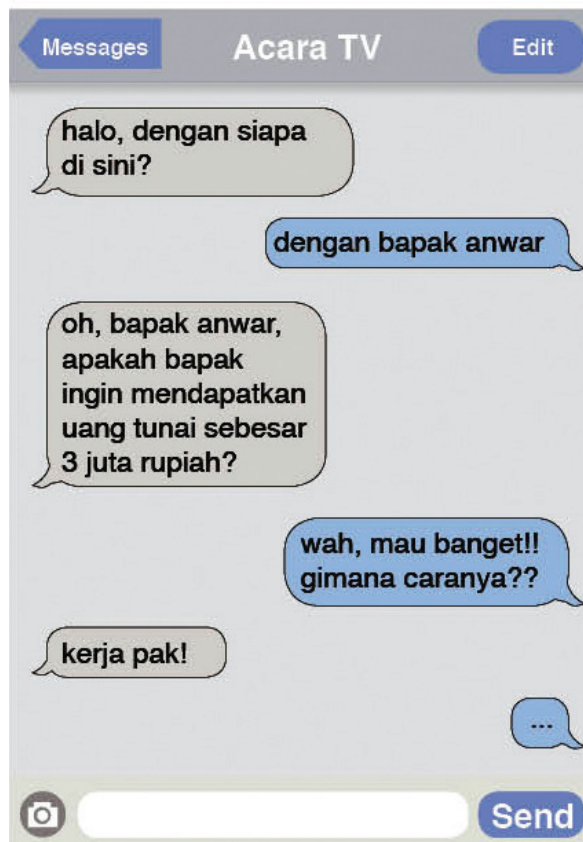 Messages
Acara TV
Edit
halo, dengan siapa
di sini?
dengan bapak anwar
oh, bapak anwar,
apakah bapak
ingin mendapatkan
uang tunai sebesar
3 juta rupiah?
wah, mau banget!!
gimana caranya??
kerja pak!
...
Send